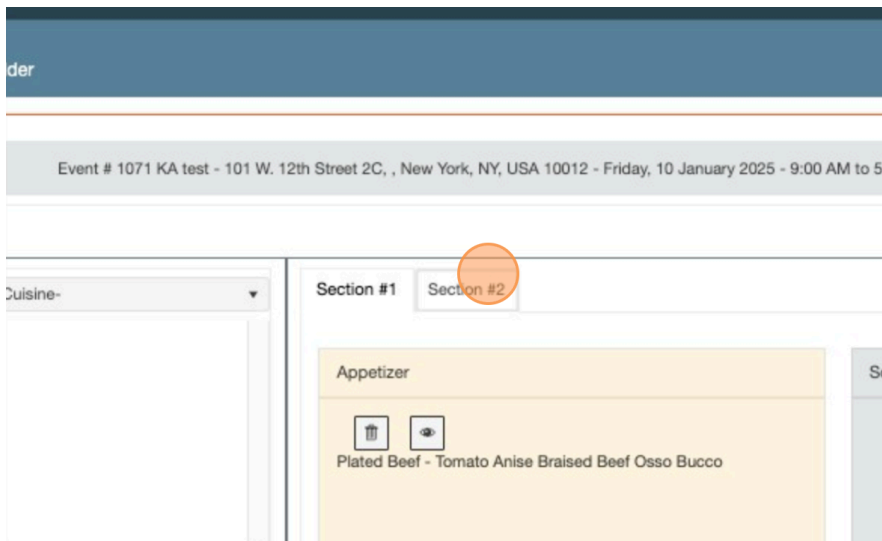 der
Event # 1071 KA test - 101 W. 12th Street 2C, , New York, NY, USA 10012 - Friday, 10 January 2025 - 9:00 AM to 5
Cuisine-
Section #1
Section #2
Appetizer
Plated Beef - Tomato Anise Braised Beef Osso Bucco